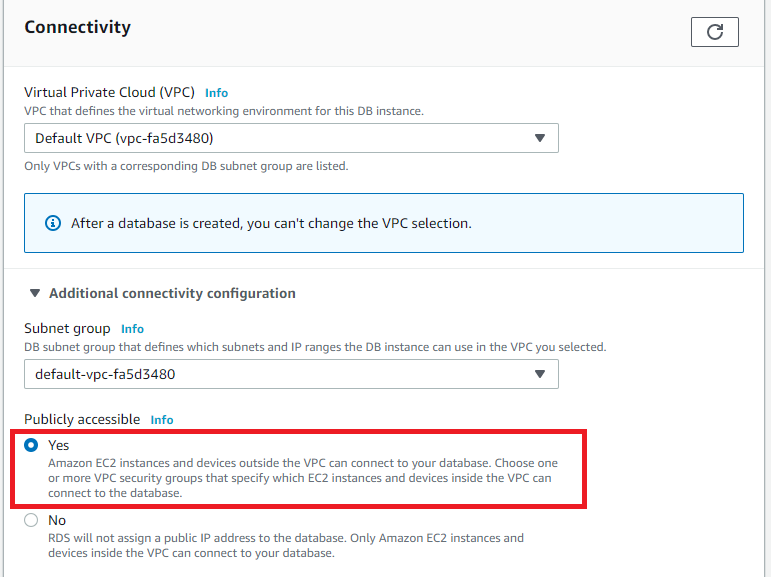 Connectivity
Virtual Private Cloud (VPC) Info
VPC that defines the virtual networking environment for this DB instance.
Default VPC (vpc-fa5d3480)
Only VPCs with a corresponding DB subnet group are listed.
After a database is created, you can't change the VPC selection.
Additional connectivity configuration
Subnet group Info
DB subnet group that defines which subnets and IP ranges the DB instance can use in the VPC you selected.
default-vpc-fa5d3480
Publicly accessible Info
Yes
Amazon EC2 instances and devices outside the VPC can connect to your database. Choose one
or more VPC security groups that specify which EC2 instances and devices inside the VPC can
connect to the database.
No
RDS will not assign a public IP address to the database. Only Amazon EC2 instances and
devices inside the VPC can connect to your database.